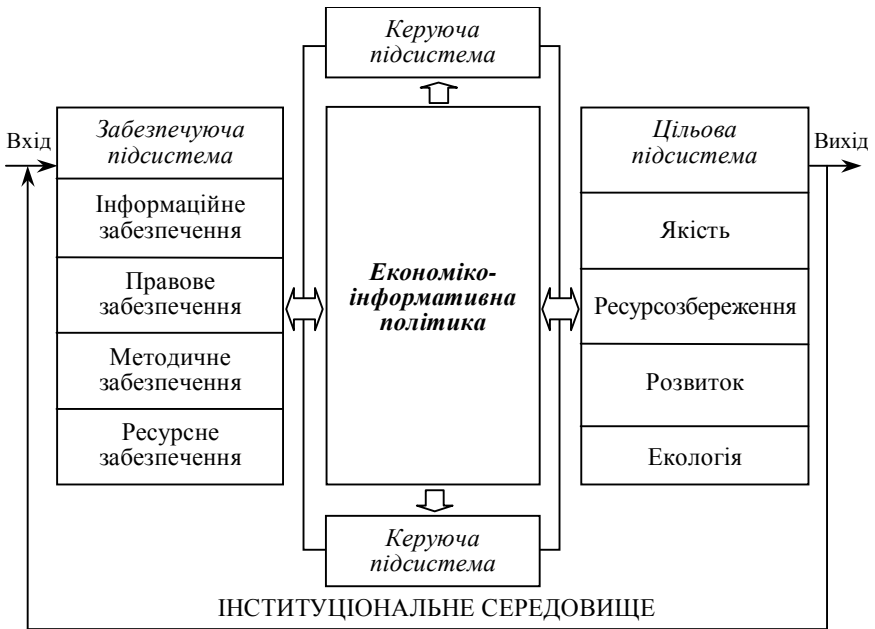 Керуюча
підсистема
Вхід
Забезпечуюча
підсистема
Інформаційне
забезпечення
Правове
забезпечення
Методичне
забезпечення
Ресурсне
забезпечення
Економіко-
інформативна
політика
Цільова
підсистема
Вихід
Якість
Ресурсозбереження
Розвиток
Екологія
Керуюча
підсистема
ІНСТИТУЦІОНАЛЬНЕ СЕРЕДОВИЩЕ